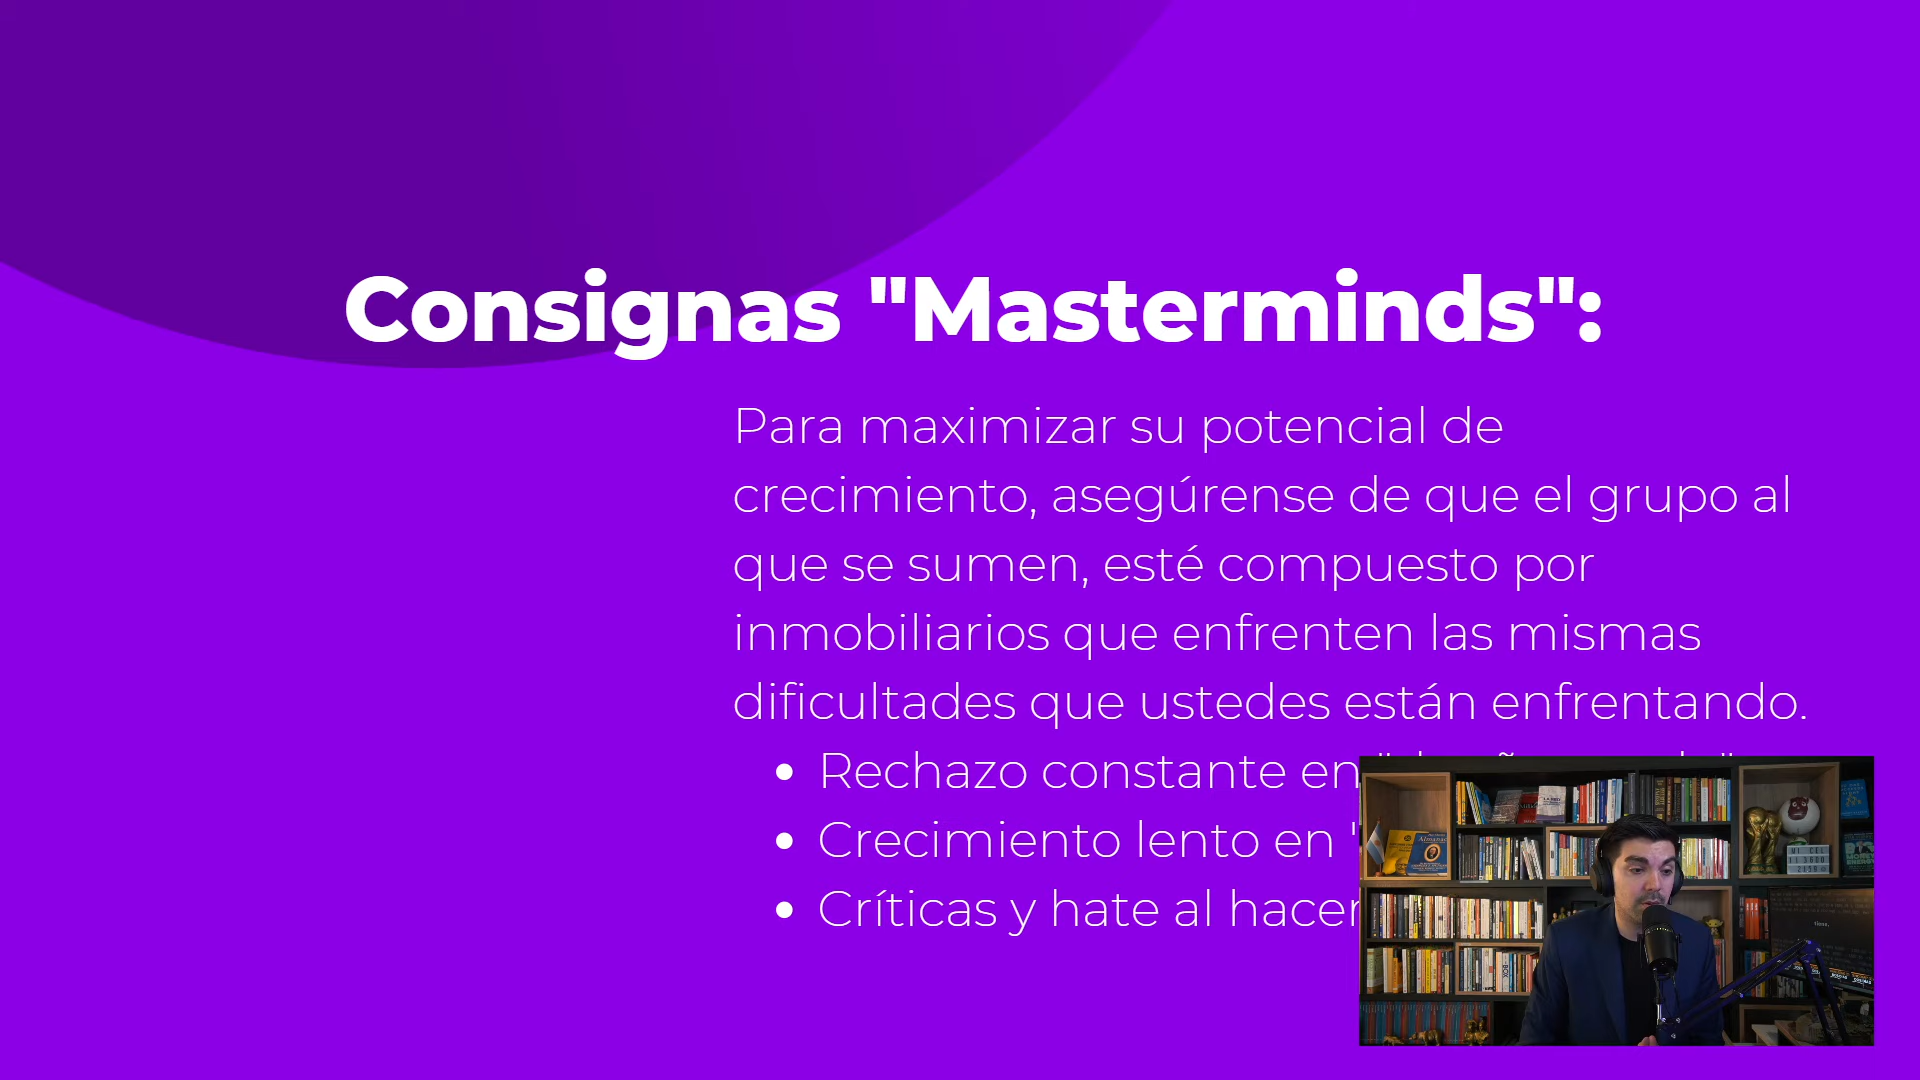 Consignas "Masterminds":
Para maximizar su potencial de
crecimiento, asegúrense de que el grupo al
que se sumen, esté compuesto por
inmobiliarios que enfrenten las mismas
dificultades que ustedes están enfrentando.
Rechazo constante en
Crecimiento lento en "
Críticas y hate al hacer